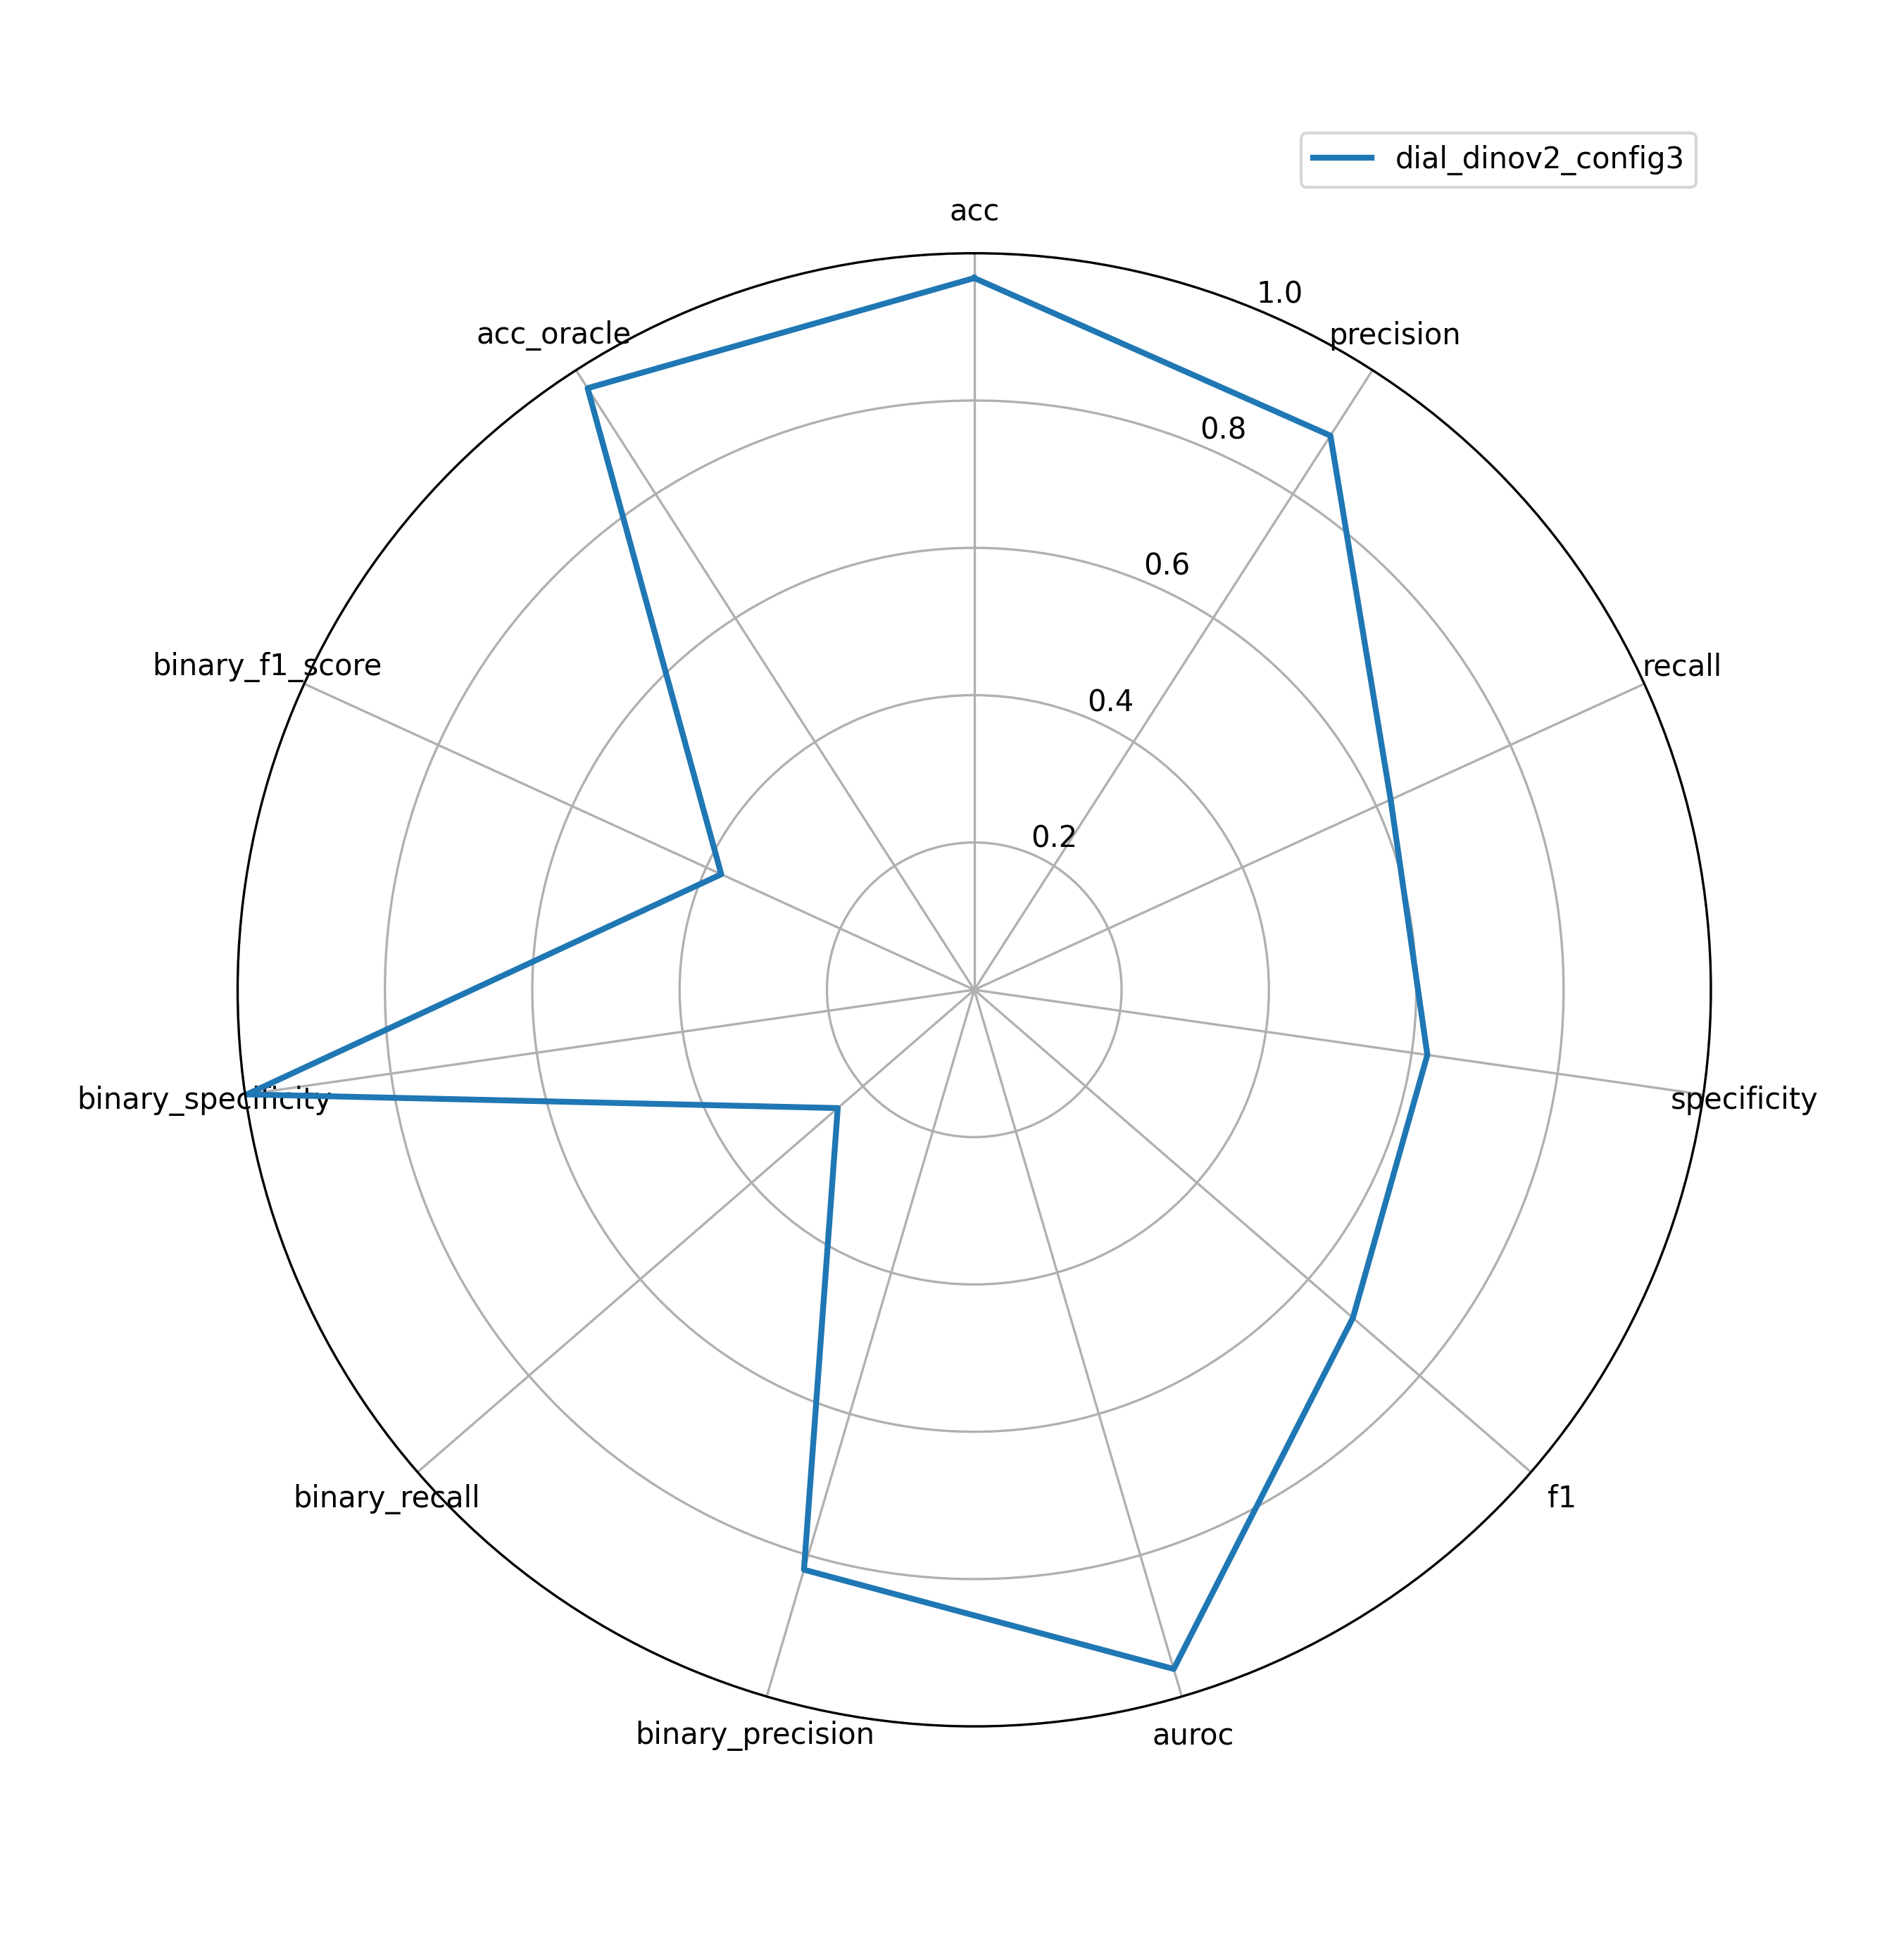 dial_dinov2_config3
acc
1.0
acc_oracle
precision
0.8
0.6
binary_f1_score
recall
0.4
0.2
binary_specificity
specificity
binary_recall
f1
binary_precision
auroc